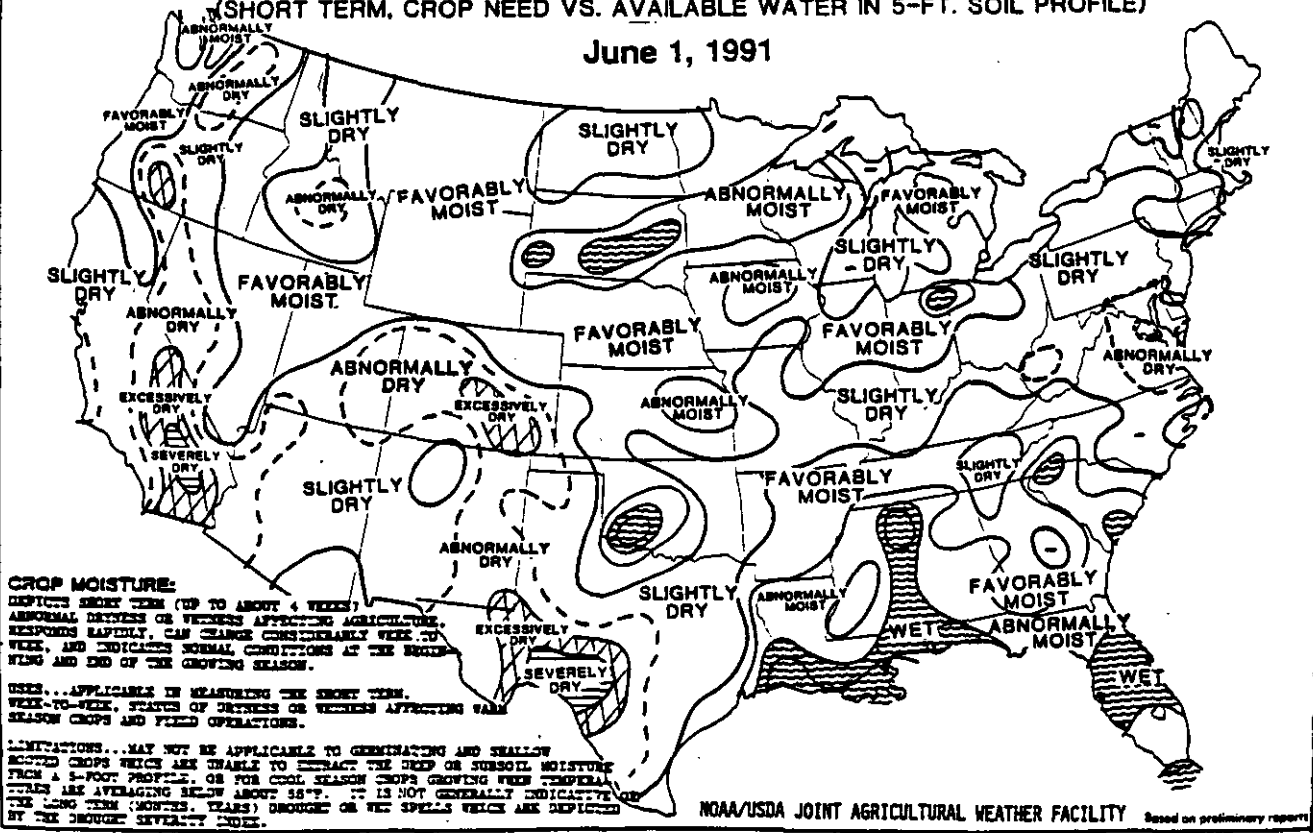 (SHORT TERM, CROP NEED VS. AVAILABLE WATER IN 5-FT. SOIL PROFILE)
June 1, 1991
ABNORMALLY
MOIST
ABNORMALLY
DRY
FAVORABLY
MOIST
SLIGHTLY
DRY
SLIGHTLY
DRY
ABNORMALLY
DRY
FAVORABLY
MOIST
SLIGHTLY
DRY
ABNORMALLY
MOIST
FAVORABLY
MOIST
SLIGHTLY
DRY
SLIGHTLY
DRY
SLIGHTLY
DRY
SLIGHTLY
DRY
FAVORABLY
MOIST
ABNORMALLY
MOIST
ABNORMALLY
DRY
FAVORABLY
MOIST
FAVORABLY
MOIST
ABNORMALLY
DRY
ABNORMALLY
DRY
EXCESSIVELY
DRY
EXCESSIVELY
DRY
ABNORMALLY
MOIST
SLIGHTLY
DRY
SEVERELY
DRY
SLIGHTLY
DRY
FAVORABLY
MOIST
SLIGHTLY
DRY
ABNORMALLY
DRY
SLIGHTLY
DRY
ABNORMALLY
MOIST
FAVORABLY
MOIST
ABNORMALLY
MOIST
EXCESSIVELY
DRY
WET
SEVERELY
DRY
WET
CROP MOISTURE:
DEPICTS SHORT TERM (UP TO ABOUT 4 WEEKS)
ABNORMAL DRYNESS OR WETNESS AFFECTING AGRICULTURE,
RESPONDS RAPIDLY, CAN CHANGE CONSIDERABLY WEEK TO
WEEK, AND INDICATES NORMAL CONDITIONS AT THE BEGIN-
NING AND END OF THE GROWING SEASON.
USES...APPLICABLE IN MEASURING THE SHORT TERM,
WEEK-TO-WEEK, STATUS OF DRYNESS OR WETNESS AFFECTING WARM
SEASON CROPS AND FIELD OPERATIONS.
LIMITATIONS...MAY NOT BE APPLICABLE TO GERMINATING AND SHALLOW
ROOTED CROPS WHICH ARE UNABLE TO EXTRACT THE DEEP OR SUBSOIL MOISTURE
FROM A 5-FOOT PROFILE, OR FOR COOL SEASON CROPS GROWING WHEN TEMPERA-
TURES ARE AVERAGING BELOW ABOUT 55°F. IT IS NOT GENERALLY INDICATIVE OF
THE LONG TERM (MONTHS, YEARS) DROUGHT OR WET SPELLS WHICH ARE DEPICTED
BY THE DROUGHT SEVERITY INDEX.
NOAA/USDA JOINT AGRICULTURAL WEATHER FACILITY
Based on preliminary reports